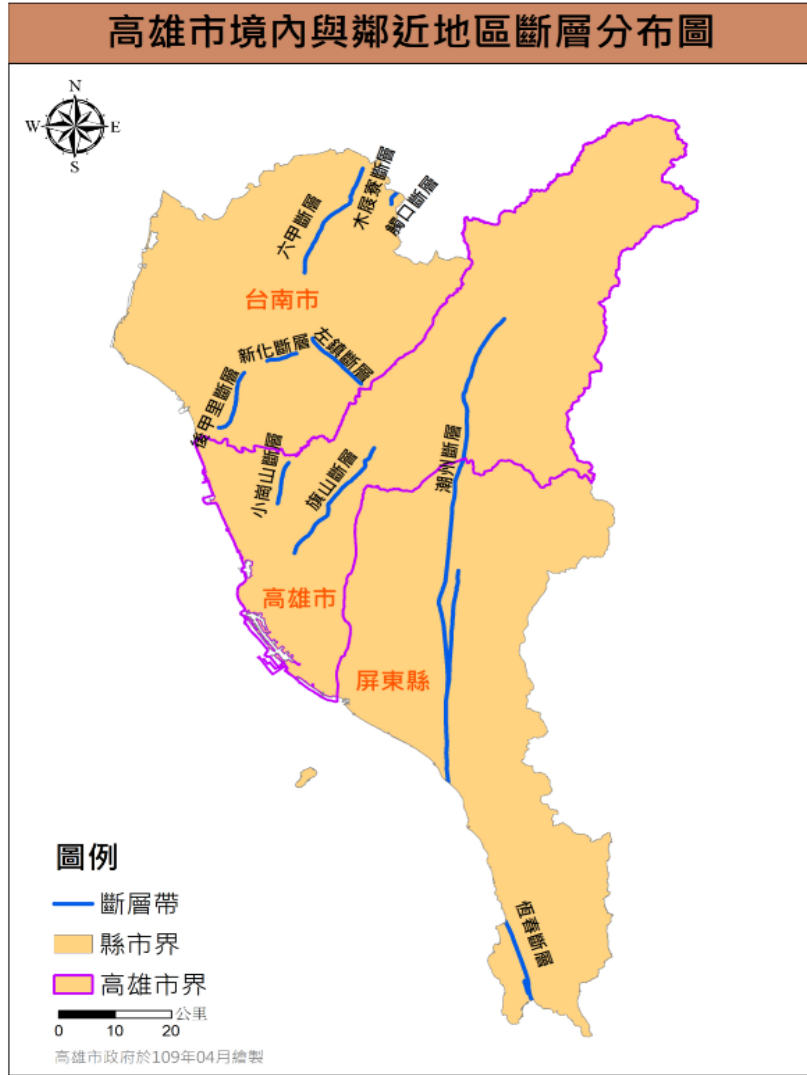 高雄市境內與鄰近地區斷層分布圖
N
W
E
S
木屐寮斷層
觸口斷層
六甲斷層
台南市
新化斷層
左鎮斷層
後甲里斷層
小崗山斷層
旗山斷層
潮州斷層
高雄市
屏東縣
恆春斷層
圖例
斷層帶
縣市界
高雄市界
公里
0 10 20
高雄市政府於109年04月繪製